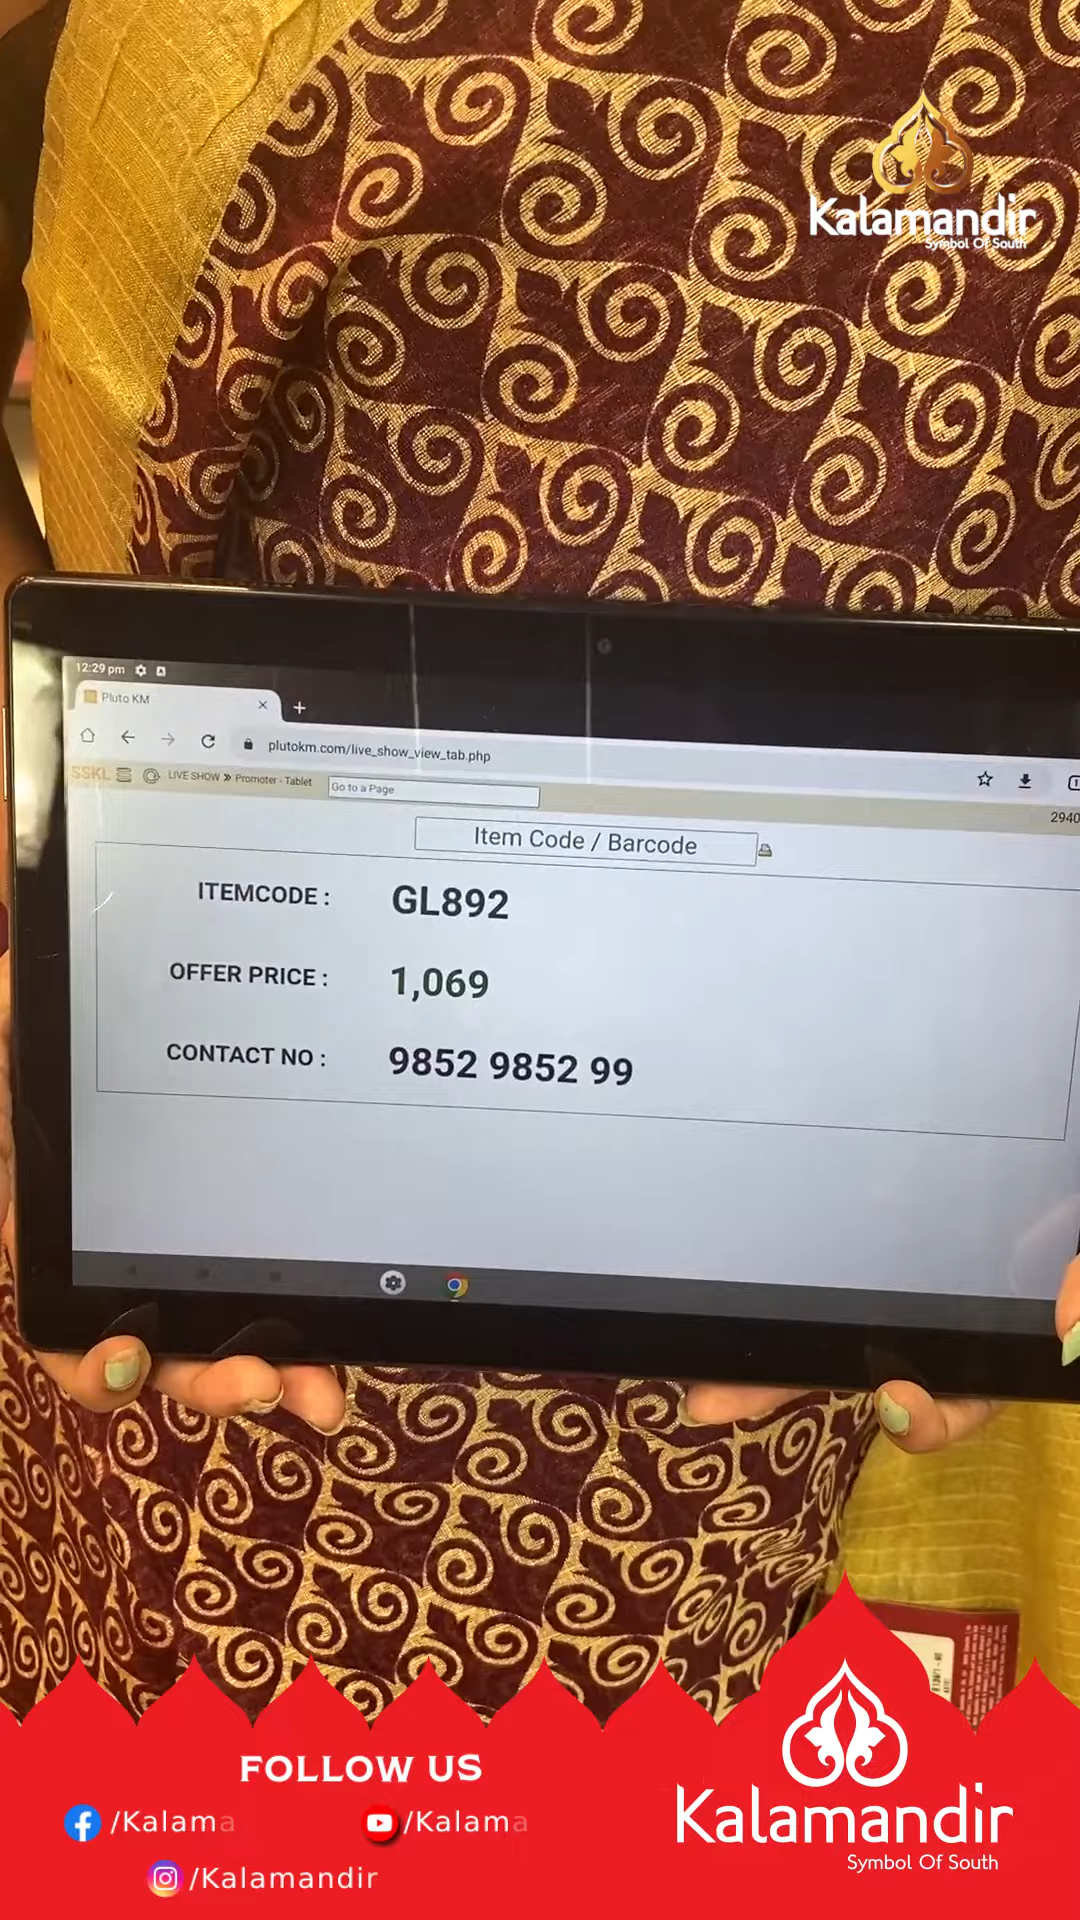 Kalamandir
Symbol Of South
12:29 pm
Pluto KM
plutokm.com/live_show_view_tab.php
SSKL
LIVE SHOW » Promoter - Tablet
Go to a Page
2940
Item Code / Barcode
ITEMCODE : GL892
OFFER PRICE : 1,069
CONTACT NO : 9852 9852 99
FOLLOW US
/Kalama
/Kalama
/Kalamandir
Kalamandir
Symbol Of South